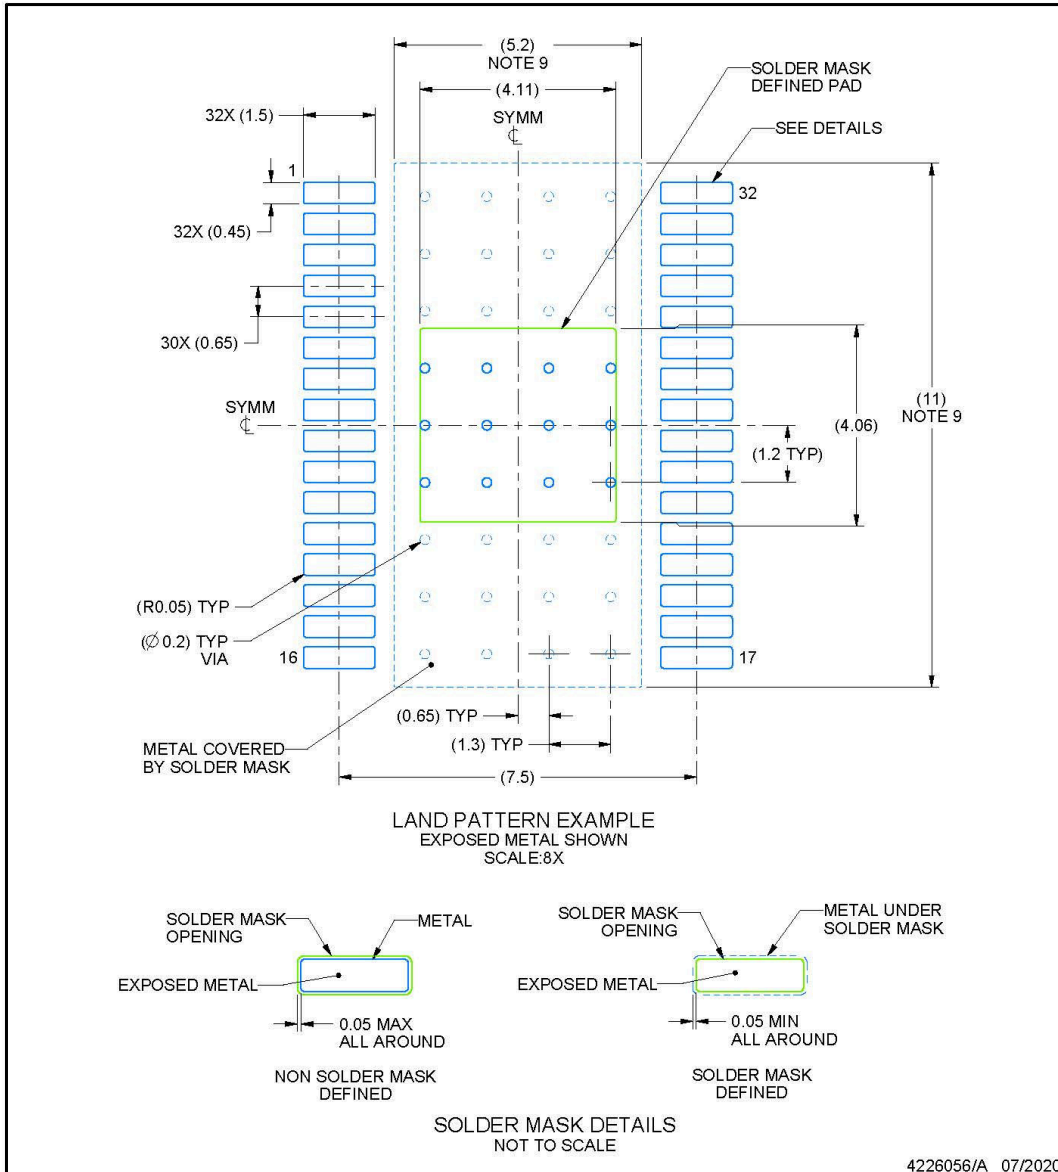 (5.2)
NOTE 9
(4.11)
SYMM
℄
SOLDER MASK
DEFINED PAD
32X (1.5)
SEE DETAILS
1
32
32X (0.45)
30X (0.65)
SYMM
℄
(11)
NOTE 9
(4.06)
(1.2 TYP)
(R0.05) TYP
(Ø 0.2) TYP
VIA
16
17
(0.65) TYP
(1.3) TYP
METAL COVERED
BY SOLDER MASK
(7.5)
LAND PATTERN EXAMPLE
EXPOSED METAL SHOWN
SCALE:8X
SOLDER MASK
OPENING
METAL
EXPOSED METAL
0.05 MAX
ALL AROUND
NON SOLDER MASK
DEFINED
SOLDER MASK
OPENING
METAL UNDER
SOLDER MASK
EXPOSED METAL
0.05 MIN
ALL AROUND
SOLDER MASK
DEFINED
SOLDER MASK DETAILS
NOT TO SCALE
4226056/A 07/2020